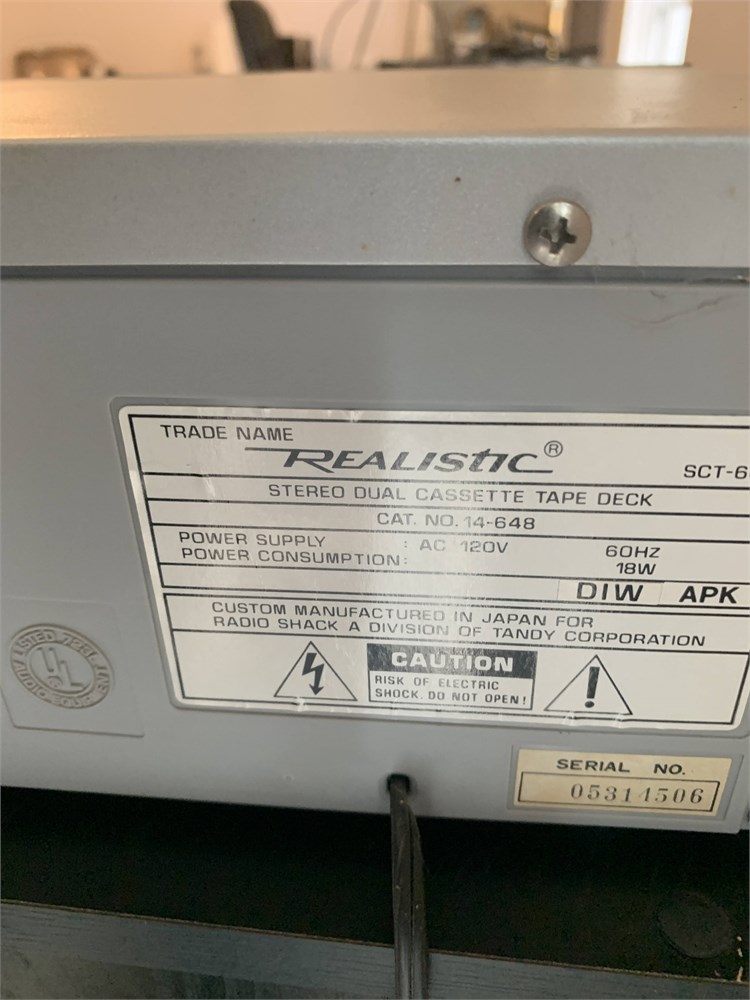 TRADE NAME
REALISTIC®
SCT-6
STEREO DUAL CASSETTE TAPE DECK
CAT. NO. 14-648
POWER SUPPLY : AC 120V 60HZ
POWER CONSUMPTION: 18W
DIW APK
CUSTOM MANUFACTURED IN JAPAN FOR
RADIO SHACK A DIVISION OF TANDY CORPORATION
CAUTION
RISK OF ELECTRIC
SHOCK. DO NOT OPEN!
LISTED
UL
SERIAL NO.
05314506